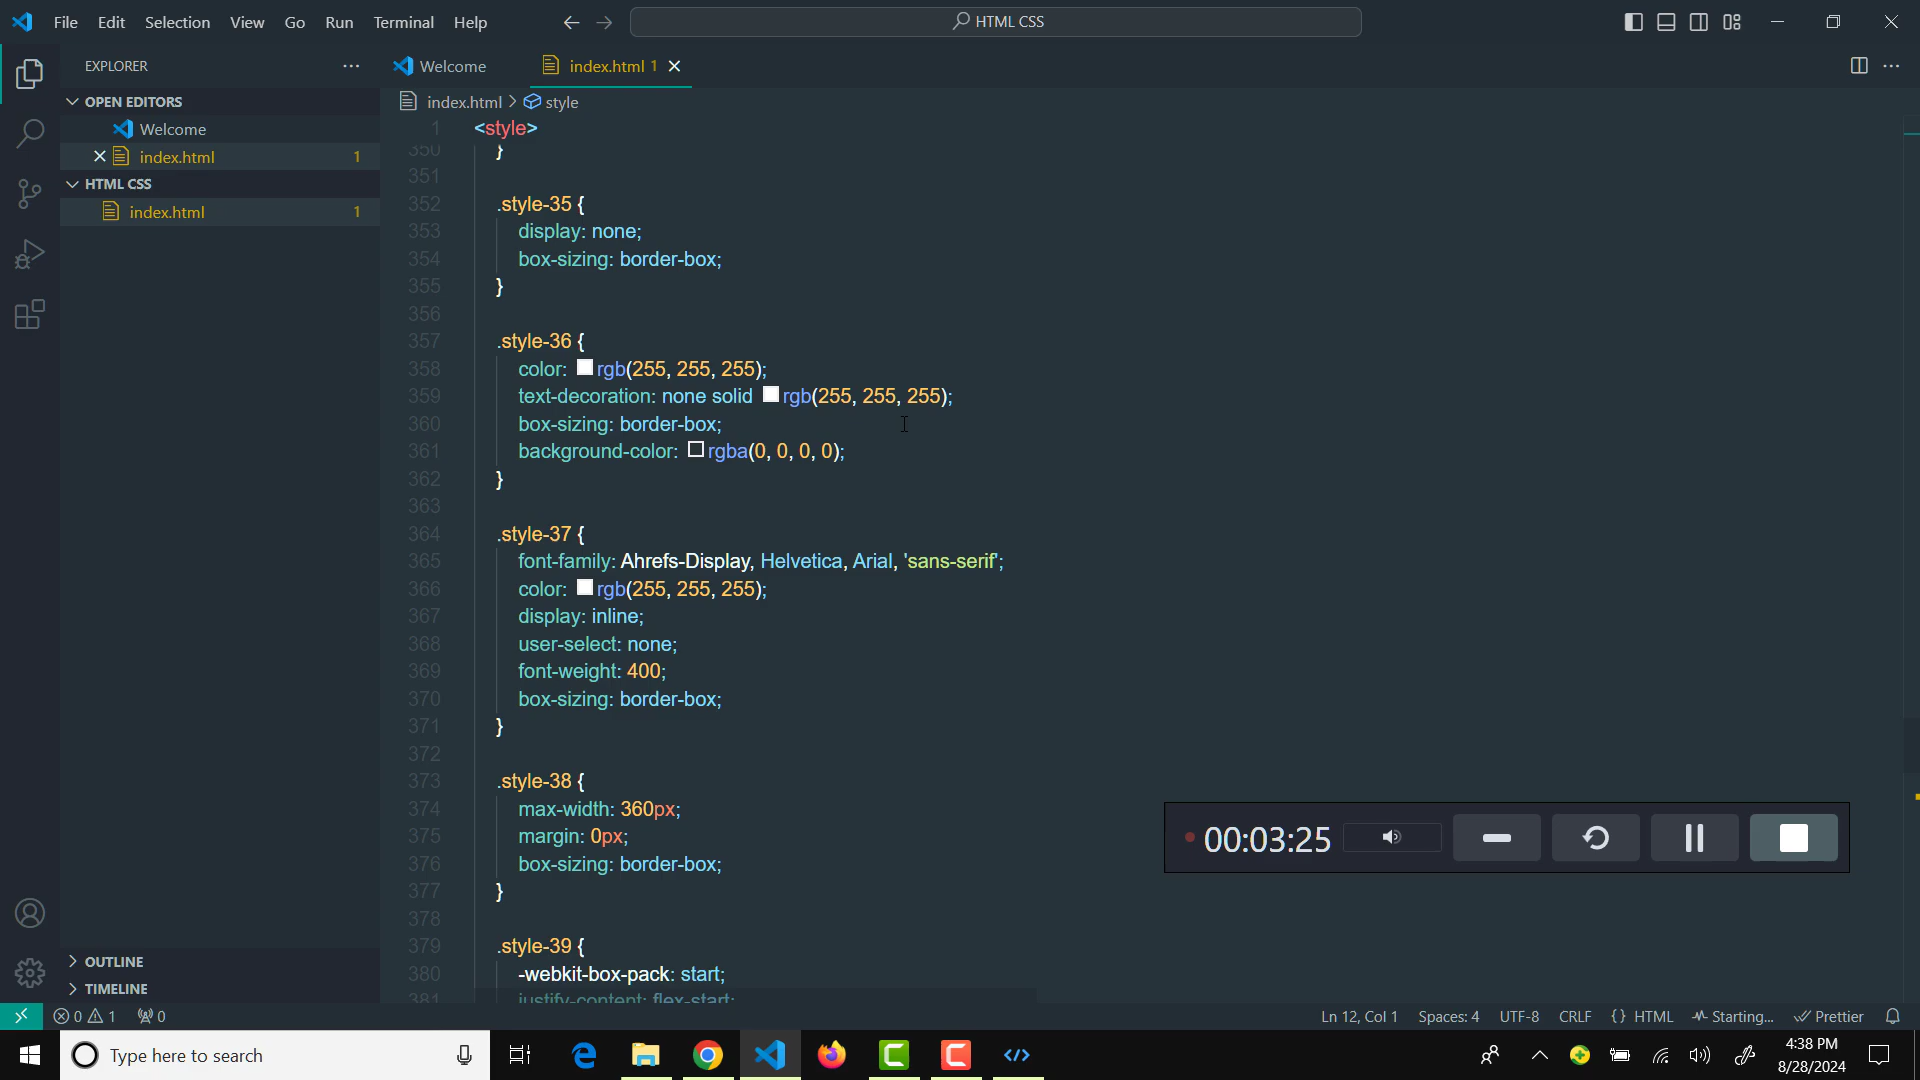 File Edit Selection View Go Run Terminal Help
HTML CSS
EXPLORER
Welcome
index.html 1
OPEN EDITORS
Welcome
index.html 1
HTML CSS
index.html 1
OUTLINE
TIMELINE
index.html > style
1 <style>
350 }
351
352 .style-35 {
353 display: none;
354 box-sizing: border-box;
355 }
356
357 .style-36 {
358 color: rgb(255, 255, 255);
359 text-decoration: none solid rgb(255, 255, 255);
360 box-sizing: border-box;
361 background-color: rgba(0, 0, 0, 0);
362 }
363
364 .style-37 {
365 font-family: Ahrefs-Display, Helvetica, Arial, 'sans-serif';
366 color: rgb(255, 255, 255);
367 display: inline;
368 user-select: none;
369 font-weight: 400;
370 box-sizing: border-box;
371 }
372
373 .style-38 {
374 max-width: 360px;
375 margin: 0px;
376 box-sizing: border-box;
377 }
378
379 .style-39 {
380 -webkit-box-pack: start;
381 justify-content: flex-start;
00:03:25
0 1 0
Ln 12, Col 1 Spaces: 4 UTF-8 CRLF {} HTML Starting... Prettier
Type here to search
4:38 PM
8/28/2024